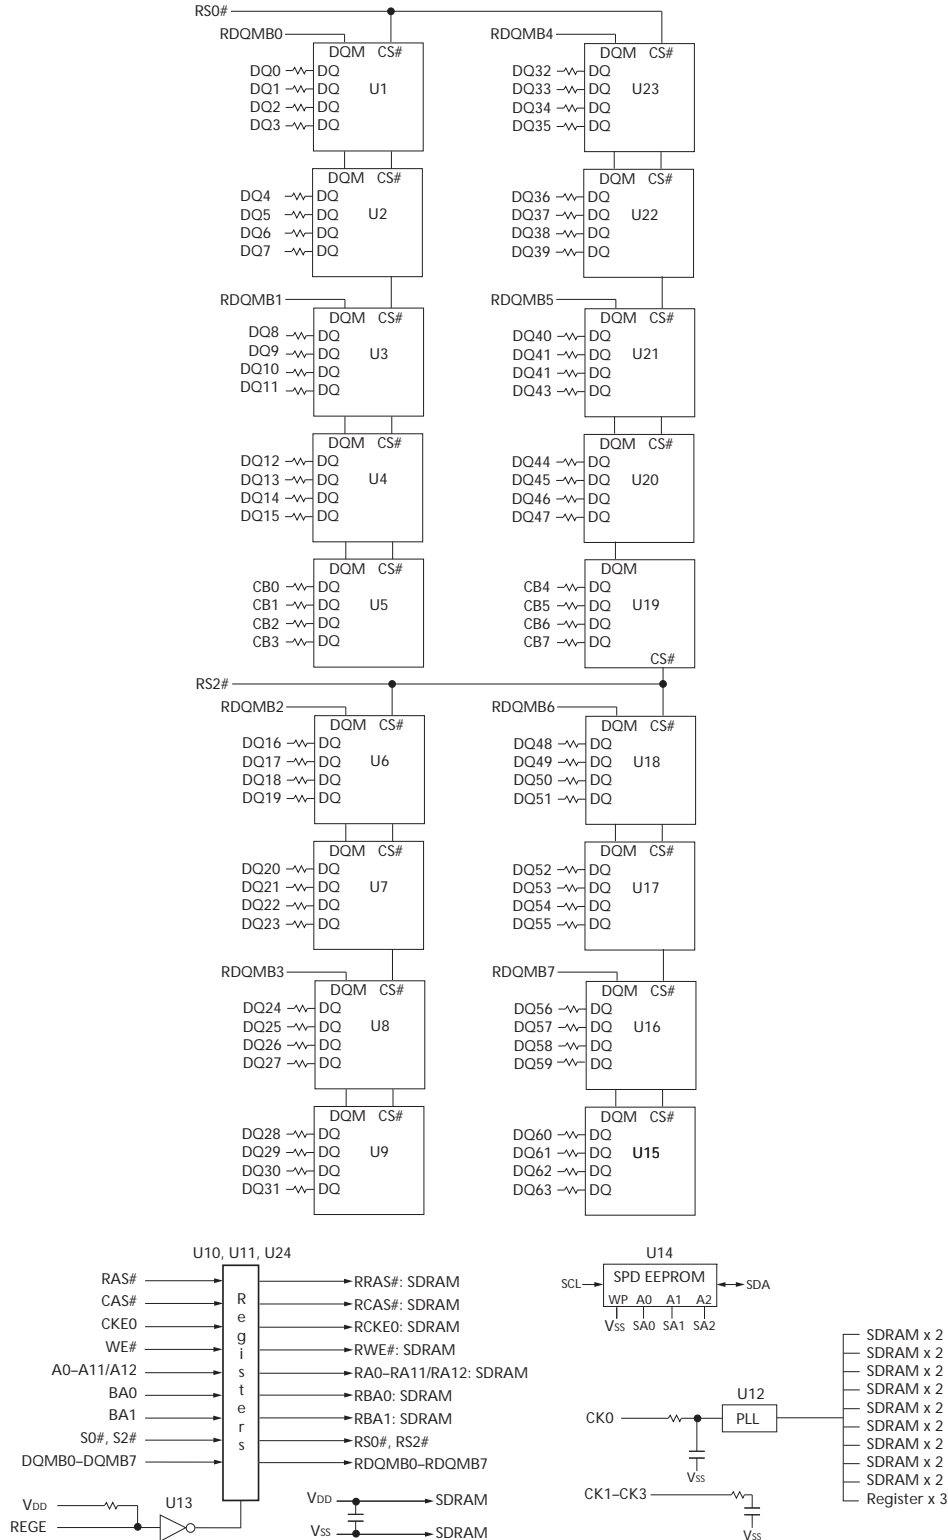 RS0#
RDQMB0
DQM CS#
DQ0 DQ
DQ1 DQ
DQ2 DQ
DQ3 DQ
U1
DQM CS#
DQ4 DQ
DQ5 DQ
DQ6 DQ
DQ7 DQ
U2
RDQMB1
DQM CS#
DQ8 DQ
DQ9 DQ
DQ10 DQ
DQ11 DQ
U3
DQM CS#
DQ12 DQ
DQ13 DQ
DQ14 DQ
DQ15 DQ
U4
DQM CS#
CB0 DQ
CB1 DQ
CB2 DQ
CB3 DQ
U5
RDQMB4
DQM CS#
DQ32 DQ
DQ33 DQ
DQ34 DQ
DQ35 DQ
U23
DQM CS#
DQ36 DQ
DQ37 DQ
DQ38 DQ
DQ39 DQ
U22
RDQMB5
DQM CS#
DQ40 DQ
DQ41 DQ
DQ41 DQ
DQ43 DQ
U21
DQM CS#
DQ44 DQ
DQ45 DQ
DQ46 DQ
DQ47 DQ
U20
DQM
CB4 DQ
CB5 DQ
CB6 DQ
CB7 DQ
U19
CS#
RS2#
RDQMB2
DQM CS#
DQ16 DQ
DQ17 DQ
DQ18 DQ
DQ19 DQ
U6
DQM CS#
DQ20 DQ
DQ21 DQ
DQ22 DQ
DQ23 DQ
U7
RDQMB3
DQM CS#
DQ24 DQ
DQ25 DQ
DQ26 DQ
DQ27 DQ
U8
DQM CS#
DQ28 DQ
DQ29 DQ
DQ30 DQ
DQ31 DQ
U9
RDQMB6
DQM CS#
DQ48 DQ
DQ49 DQ
DQ50 DQ
DQ51 DQ
U18
DQM CS#
DQ52 DQ
DQ53 DQ
DQ54 DQ
DQ55 DQ
U17
RDQMB7
DQM CS#
DQ56 DQ
DQ57 DQ
DQ58 DQ
DQ59 DQ
U16
DQM CS#
DQ60 DQ
DQ61 DQ
DQ62 DQ
DQ63 DQ
U15
U10, U11, U24
Registers
RAS# RRAS#: SDRAM
CAS# RCAS#: SDRAM
CKE0 RCKE0: SDRAM
WE# RWE#: SDRAM
A0–A11/A12 RA0–RA11/RA12: SDRAM
BA0 RBA0: SDRAM
BA1 RBA1: SDRAM
S0#, S2# RS0#, RS2#
DQMB0–DQMB7 RDQMB0–RDQMB7
VDD
REGE
U13
VDD SDRAM
VSS SDRAM
U14
SPD EEPROM
SCL SDA
WP A0 A1 A2
VSS SA0 SA1 SA2
U12
CK0 PLL
VSS
CK1–CK3
VSS
SDRAM x 2
SDRAM x 2
SDRAM x 2
SDRAM x 2
SDRAM x 2
SDRAM x 2
SDRAM x 2
SDRAM x 2
SDRAM x 2
Register x 3